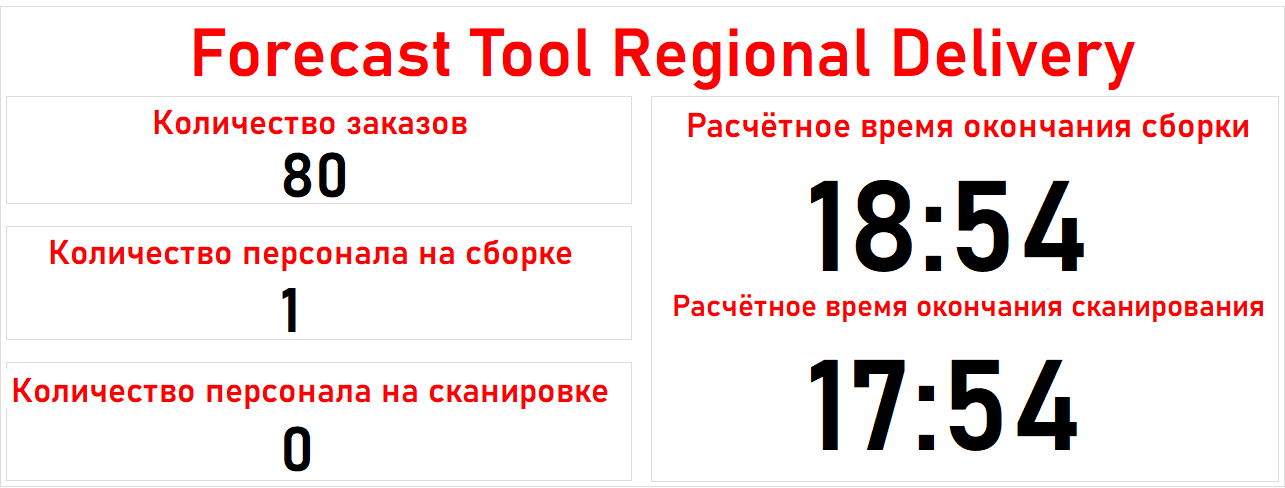 Forecast Tool Regional Delivery
Количество заказов
80
Количество персонала на сборке
1
Количество персонала на сканировке
0
Расчётное время окончания сборки
18:54
Расчётное время окончания сканирования
17:54